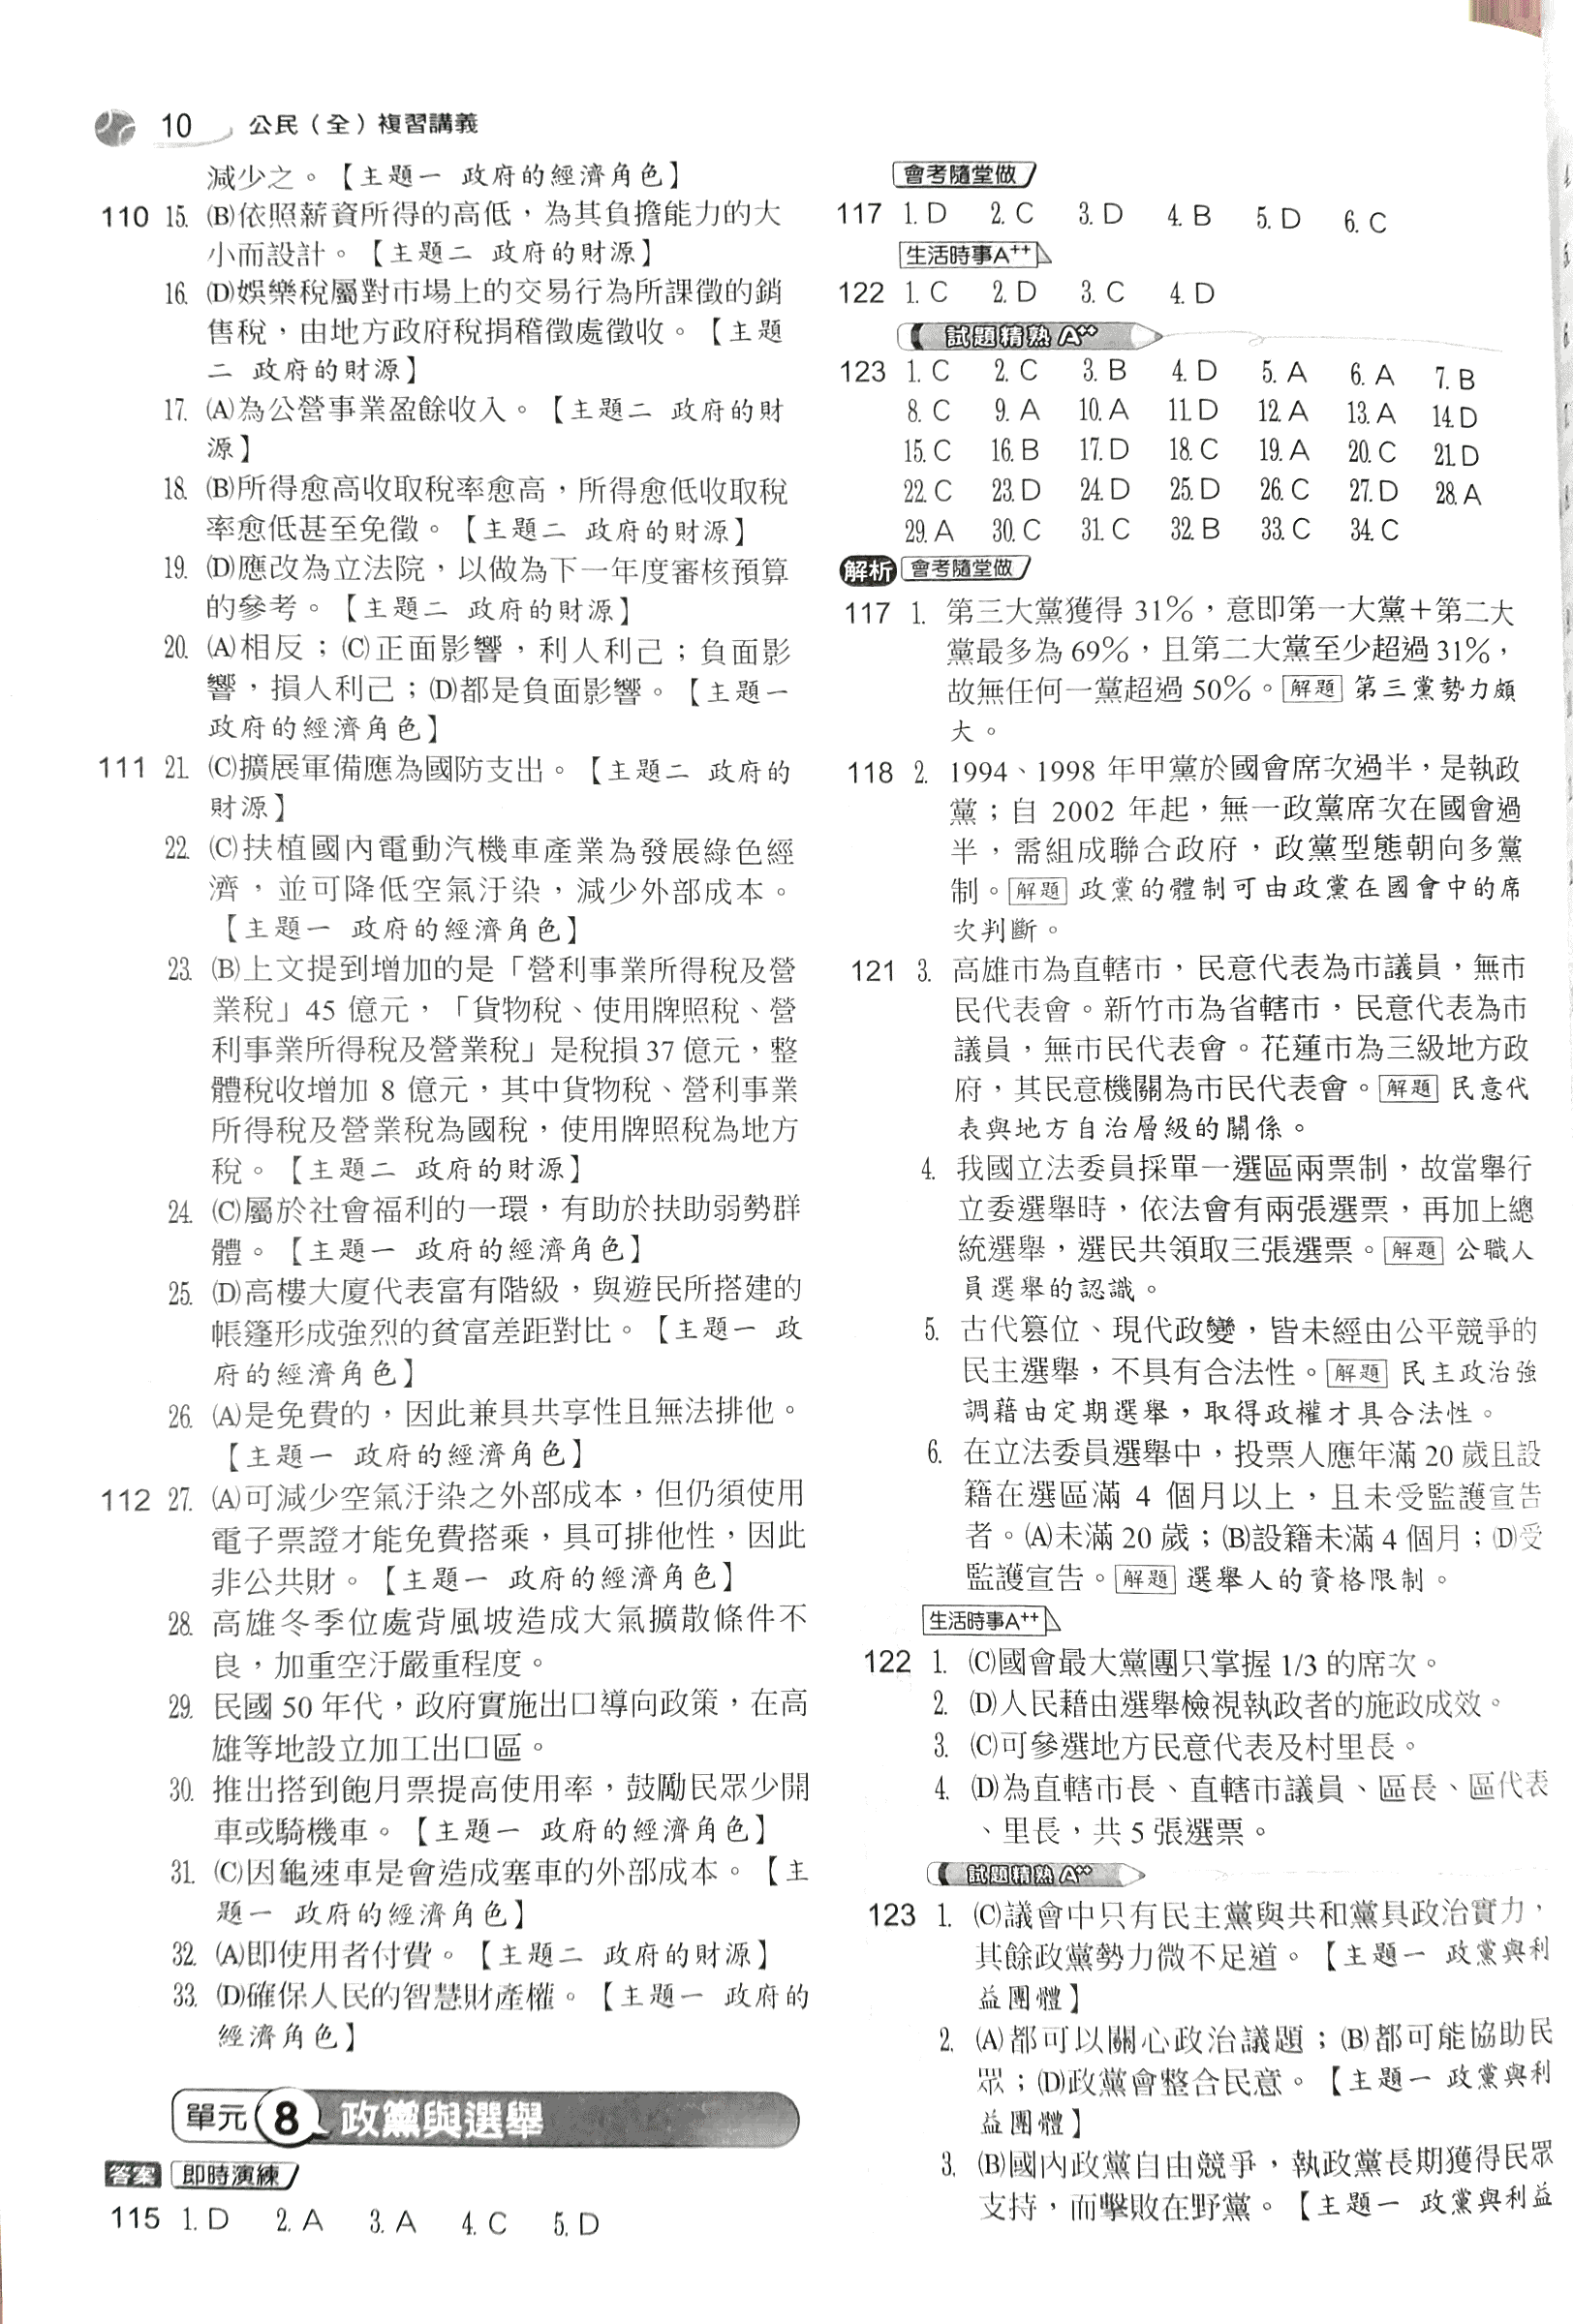 10 公民（全）複習講義
減少之。【主題一 政府的經濟角色】
110 15. (B)依照薪資所得的高低，為其負擔能力的大
小而設計。【主題二 政府的財源】
16. (D)娛樂稅屬對市場上的交易行為所課徵的銷
售稅，由地方政府稅捐稽徵處徵收。【主題
二 政府的財源】
17. (A)為公營事業盈餘收入。【主題二 政府的財
源】
18. (B)所得愈高收取稅率愈高，所得愈低收取稅
率愈低甚至免徵。【主題二 政府的財源】
19. (D)應改為立法院，以做為下一年度審核預算
的參考。【主題二 政府的財源】
20. (A)相反；(C)正面影響，利人利己；負面影
響，損人利己；(D)都是負面影響。【主題一
政府的經濟角色】
111 21. (C)擴展軍備應為國防支出。【主題二 政府的
財源】
22. (C)扶植國內電動汽機車產業為發展綠色經
濟，並可降低空氣汙染，減少外部成本。
【主題一 政府的經濟角色】
23. (B)上文提到增加的是「營利事業所得稅及營
業稅」45 億元，「貨物稅、使用牌照稅、營
利事業所得稅及營業稅」是稅損 37 億元，整
體稅收增加 8 億元，其中貨物稅、營利事業
所得稅及營業稅為國稅，使用牌照稅為地方
稅。【主題二 政府的財源】
24. (C)屬於社會福利的一環，有助於扶助弱勢群
體。【主題一 政府的經濟角色】
25. (D)高樓大廈代表富有階級，與遊民所搭建的
帳篷形成強烈的貧富差距對比。【主題一 政
府的經濟角色】
26. (A)是免費的，因此兼具共享性且無法排他。
【主題一 政府的經濟角色】
112 27. (A)可減少空氣汙染之外部成本，但仍須使用
電子票證才能免費搭乘，具可排他性，因此
非公共財。【主題一 政府的經濟角色】
28. 高雄冬季位處背風坡造成大氣擴散條件不
良，加重空汙嚴重程度。
29. 民國 50 年代，政府實施出口導向政策，在高
雄等地設立加工出口區。
30. 推出搭到飽月票提高使用率，鼓勵民眾少開
車或騎機車。【主題一 政府的經濟角色】
31. (C)因龜速車是會造成塞車的外部成本。【主
題一 政府的經濟角色】
32. (A)即使用者付費。【主題二 政府的財源】
33. (D)確保人民的智慧財產權。【主題一 政府的
經濟角色】
單元 8 政黨與選舉
答案 即時演練
115 1. D 2. A 3. A 4. C 5. D
會考隨堂做
117 1. D 2. C 3. D 4. B 5. D 6. C
生活時事A++
122 1. C 2. D 3. C 4. D
試題精熟A++
123 1. C 2. C 3. B 4. D 5. A 6. A 7. B
8. C 9. A 10. A 11. D 12. A 13. A 14. D
15. C 16. B 17. D 18. C 19. A 20. C 21. D
22. C 23. D 24. D 25. D 26. C 27. D 28. A
29. A 30. C 31. C 32. B 33. C 34. C
解析 會考隨堂做
117 1. 第三大黨獲得 31％，意即第一大黨＋第二大
黨最多為 69％，且第二大黨至少超過 31％，
故無任何一黨超過 50％。解題 第三黨勢力頗
大。
118 2. 1994、1998 年甲黨於國會席次過半，是執政
黨；自 2002 年起，無一政黨席次在國會過
半，需組成聯合政府，政黨型態朝向多黨
制。解題 政黨的體制可由政黨在國會中的席
次判斷。
121 3. 高雄市為直轄市，民意代表為市議員，無市
民代表會。新竹市為省轄市，民意代表為市
議員，無市民代表會。花蓮市為三級地方政
府，其民意機關為市民代表會。解題 民意代
表與地方自治層級的關係。
4. 我國立法委員採單一選區兩票制，故當舉行
立委選舉時，依法會有兩張選票，再加上總
統選舉，選民共領取三張選票。解題 公職人
員選舉的認識。
5. 古代篡位、現代政變，皆未經由公平競爭的
民主選舉，不具有合法性。解題 民主政治強
調藉由定期選舉，取得政權才具合法性。
6. 在立法委員選舉中，投票人應年滿 20 歲且設
籍在選區滿 4 個月以上，且未受監護宣告
者。(A)未滿 20 歲；(B)設籍未滿 4 個月；(D)受
監護宣告。解題 選舉人的資格限制。
生活時事A++
122 1. (C)國會最大黨團只掌握 1/3 的席次。
2. (D)人民藉由選舉檢視執政者的施政成效。
3. (C)可參選地方民意代表及村里長。
4. (D)為直轄市長、直轄市議員、區長、區代表
、里長，共 5 張選票。
試題精熟A++
123 1. (C)議會中只有民主黨與共和黨具政治實力，
其餘政黨勢力微不足道。【主題一 政黨與利
益團體】
2. (A)都可以關心政治議題；(B)都可能協助民
眾；(D)政黨會整合民意。【主題一 政黨與利
益團體】
3. (B)國內政黨自由競爭，執政黨長期獲得民眾
支持，而擊敗在野黨。【主題一 政黨與利益